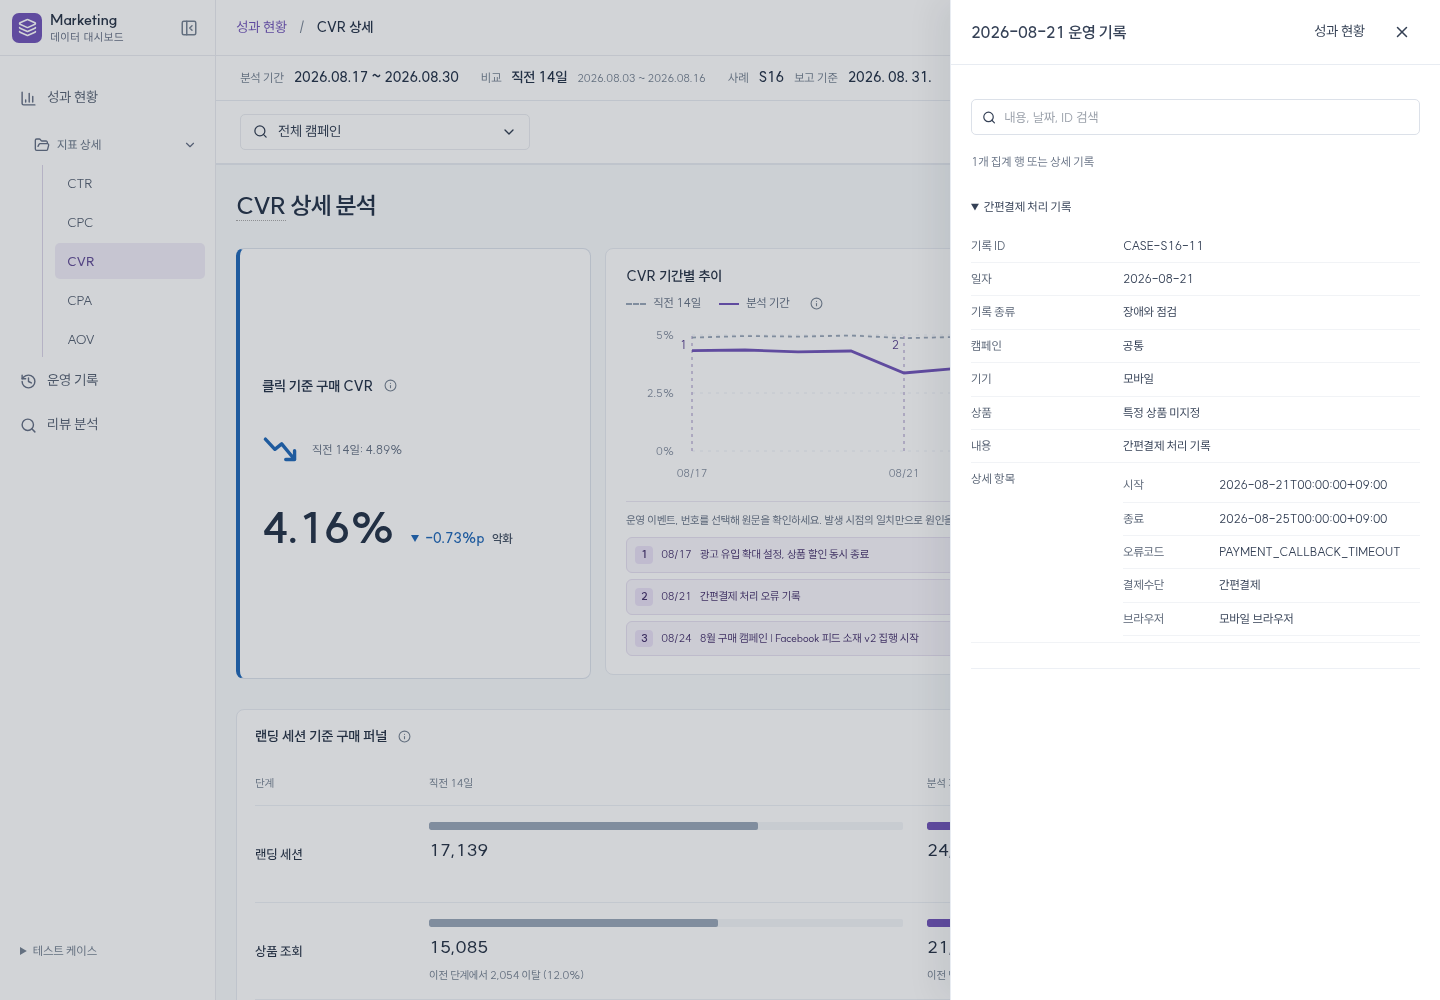 Marketing
데이터 대시보드
성과 현황
지표 상세
CTR
CPC
CVR
CPA
AOV
운영 기록
리뷰 분석
테스트 케이스
성과 현황 / CVR 상세
분석 기간 2026.08.17 ~ 2026.08.30 비교 직전 14일 2026.08.03 ~ 2026.08.16 사례 S16 보고 기준 2026. 08. 31.
전체 캠페인
CVR 상세 분석
클릭 기준 구매 CVR
직전 14일: 4.89%
4.16% ▼ -0.73%p 악화
CVR 기간별 추이
직전 14일 분석 기간
5%
2.5%
0%
1
2
08/17
08/21
운영 이벤트, 번호를 선택해 원문을 확인하세요. 발생 시점의 일치만으로 원인을
1 08/17 광고 유입 확대 설정, 상품 할인 동시 종료
2 08/21 간편결제 처리 오류 기록
3 08/24 8월 구매 캠페인 | Facebook 피드 소재 v2 집행 시작
랜딩 세션 기준 구매 퍼널
단계 직전 14일 분석
랜딩 세션 17,139 24,
상품 조회 15,085 21,
이전 단계에서 2,054 이탈 (12.0%) 이전
2026-08-21 운영 기록
성과 현황
내용, 날짜, ID 검색
1개 집계 행 또는 상세 기록
▼ 간편결제 처리 기록
기록 ID CASE-S16-11
일자 2026-08-21
기록 종류 장애와 점검
캠페인 공통
기기 모바일
상품 특정 상품 미지정
내용 간편결제 처리 기록
상세 항목
시작 2026-08-21T00:00:00+09:00
종료 2026-08-25T00:00:00+09:00
오류코드 PAYMENT_CALLBACK_TIMEOUT
결제수단 간편결제
브라우저 모바일 브라우저